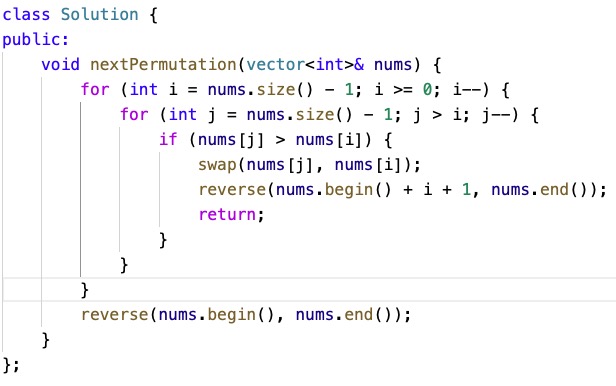 class Solution {
public:
    void nextPermutation(vector<int>& nums) {
        for (int i = nums.size() - 1; i >= 0; i--) {
            for (int j = nums.size() - 1; j > i; j--) {
                if (nums[j] > nums[i]) {
                    swap(nums[j], nums[i]);
                    reverse(nums.begin() + i + 1, nums.end());
                    return;
                }
            }
        }
        reverse(nums.begin(), nums.end());
    }
};